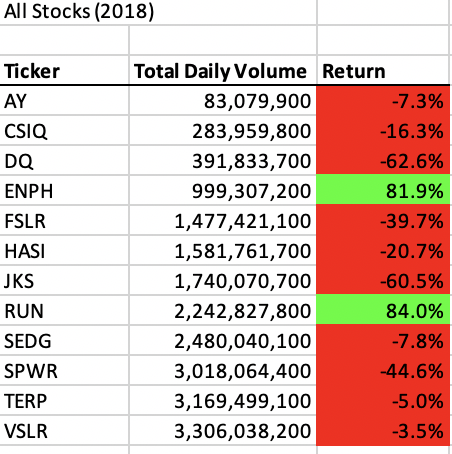 All Stocks (2018)
Ticker Total Daily Volume Return
AY 83,079,900 -7.3%
CSIQ 283,959,800 -16.3%
DQ 391,833,700 -62.6%
ENPH 999,307,200 81.9%
FSLR 1,477,421,100 -39.7%
HASI 1,581,761,700 -20.7%
JKS 1,740,070,700 -60.5%
RUN 2,242,827,800 84.0%
SEDG 2,480,040,100 -7.8%
SPWR 3,018,064,400 -44.6%
TERP 3,169,499,100 -5.0%
VSLR 3,306,038,200 -3.5%